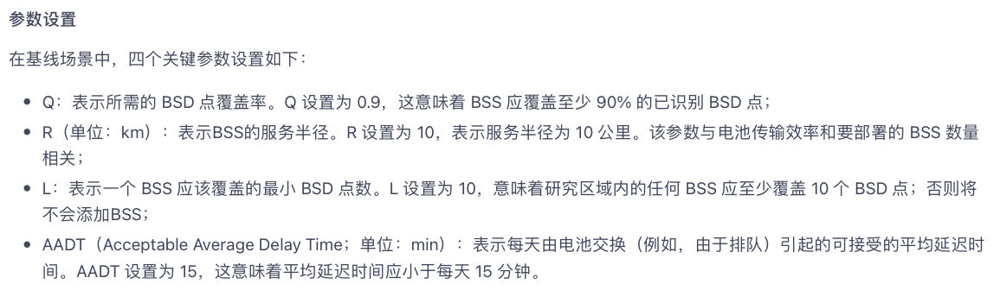 参数设置
在基线场景中，四个关键参数设置如下：
• Q：表示所需的 BSD 点覆盖率。Q 设置为 0.9，这意味着 BSS 应覆盖至少 90% 的已识别 BSD 点；
• R（单位：km）：表示BSS的服务半径。R 设置为 10，表示服务半径为 10 公里。该参数与电池传输效率和要部署的 BSS 数量
相关；
• L：表示一个 BSS 应该覆盖的最小 BSD 点数。L 设置为 10，意味着研究区域内的任何 BSS 应至少覆盖 10 个 BSD 点；否则将
不会添加BSS；
• AADT（Acceptable Average Delay Time；单位：min）：表示每天由电池交换（例如，由于排队）引起的可接受的平均延迟时
间。AADT 设置为 15，这意味着平均延迟时间应小于每天 15 分钟。